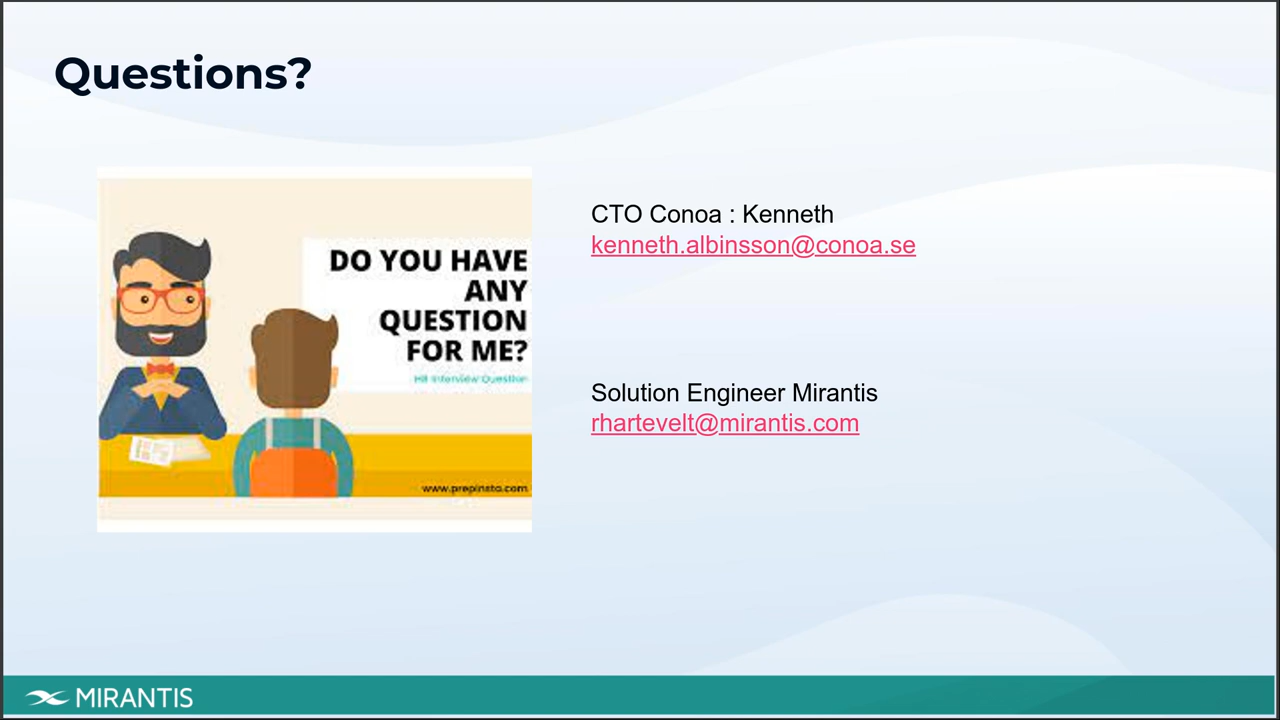 Questions?
DO YOU HAVE
ANY
QUESTION
FOR ME?
HR Interview Question
www.prepinsta.com
CTO Conoa : Kenneth
kenneth.albinsson@conoa.se
Solution Engineer Mirantis
rhartevelt@mirantis.com
MIRANTIS